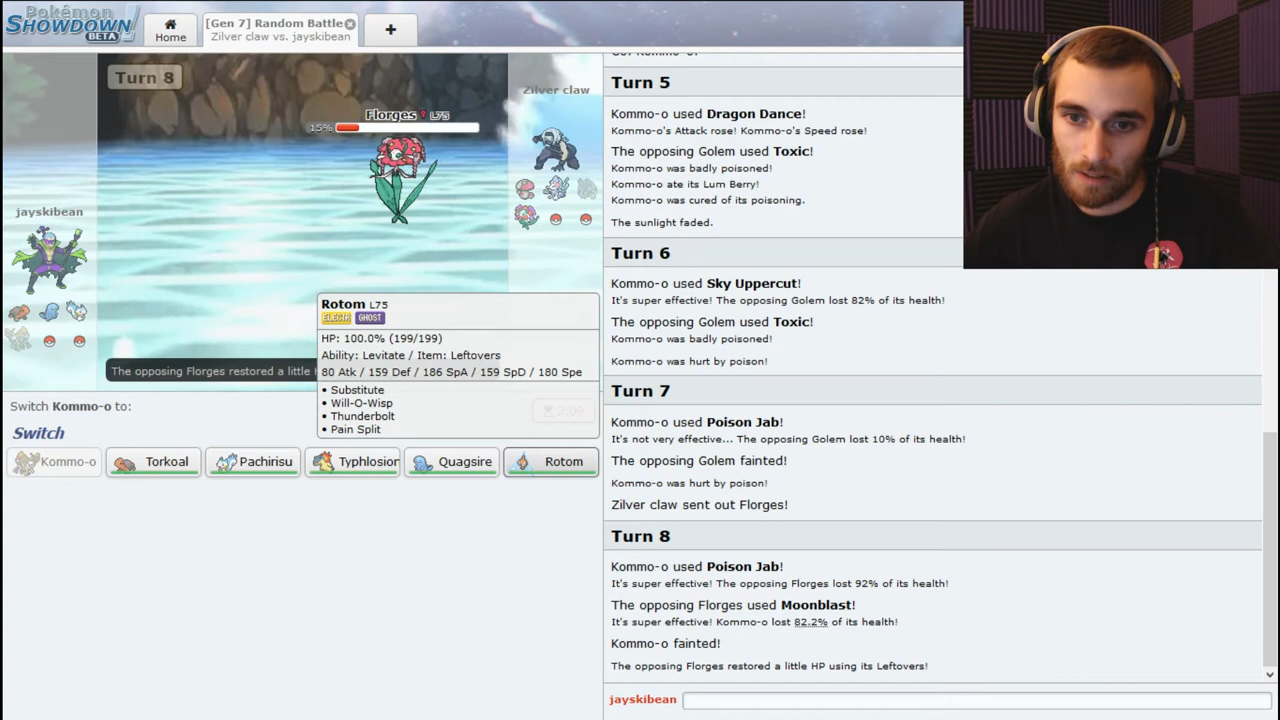 Pokémon
SHOWDOWN!
BETA
Home
[Gen 7] Random Battle
Zilver claw vs. jayskibean
+
Turn 8
Zilver claw
Florges L75
15%
jayskibean
Rotom L75
ELECTR GHOST
HP: 100.0% (199/199)
Ability: Levitate / Item: Leftovers
80 Atk / 159 Def / 186 SpA / 159 SpD / 180 Spe
• Substitute
• Will-O-Wisp
• Thunderbolt
• Pain Split
The opposing Florges restored a little
Switch Kommo-o to:
2:09
Switch
Kommo-o
Torkoal
Pachirisu
Typhlosion
Quagsire
Rotom
Turn 5
Kommo-o used Dragon Dance!
Kommo-o's Attack rose! Kommo-o's Speed rose!
The opposing Golem used Toxic!
Kommo-o was badly poisoned!
Kommo-o ate its Lum Berry!
Kommo-o was cured of its poisoning.
The sunlight faded.
Turn 6
Kommo-o used Sky Uppercut!
It's super effective! The opposing Golem lost 82% of its health!
The opposing Golem used Toxic!
Kommo-o was badly poisoned!
Kommo-o was hurt by poison!
Turn 7
Kommo-o used Poison Jab!
It's not very effective... The opposing Golem lost 10% of its health!
The opposing Golem fainted!
Kommo-o was hurt by poison!
Zilver claw sent out Florges!
Turn 8
Kommo-o used Poison Jab!
It's super effective! The opposing Florges lost 92% of its health!
The opposing Florges used Moonblast!
It's super effective! Kommo-o lost 82.2% of its health!
Kommo-o fainted!
The opposing Florges restored a little HP using its Leftovers!
jayskibean